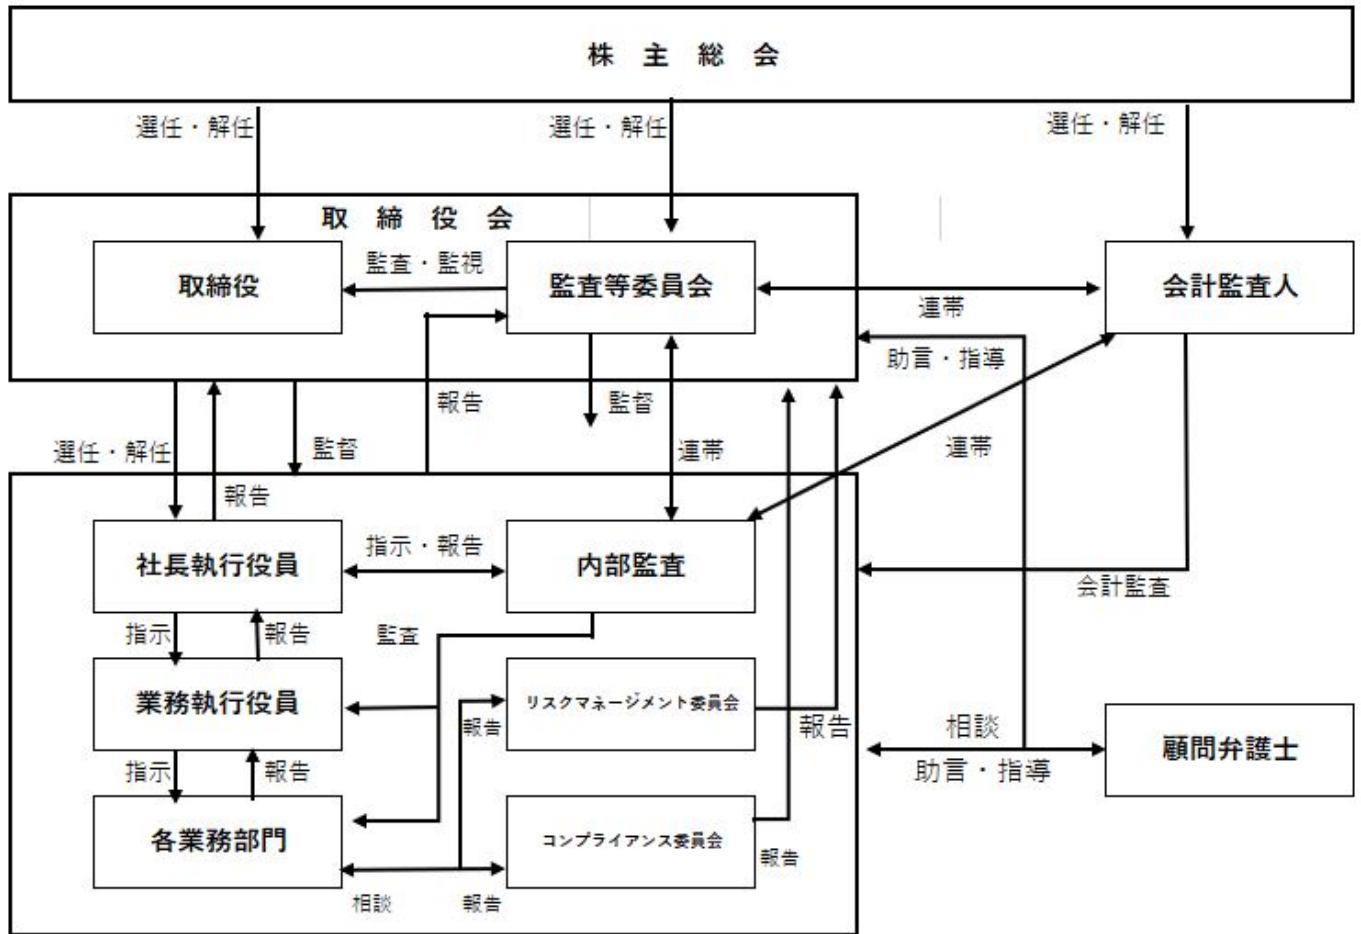 株 主 総 会
選任・解任
選任・解任
選任・解任
取 締 役 会
取締役
監査・監視
監査等委員会
連帯
会計監査人
助言・指導
報告
監督
選任・解任
監督
連帯
連帯
報告
社長執行役員
指示・報告
内部監査
会計監査
指示
報告
監査
業務執行役員
リスクマネージメント委員会
報告
報告
相談
助言・指導
顧問弁護士
指示
報告
各業務部門
コンプライアンス委員会
報告
相談
報告